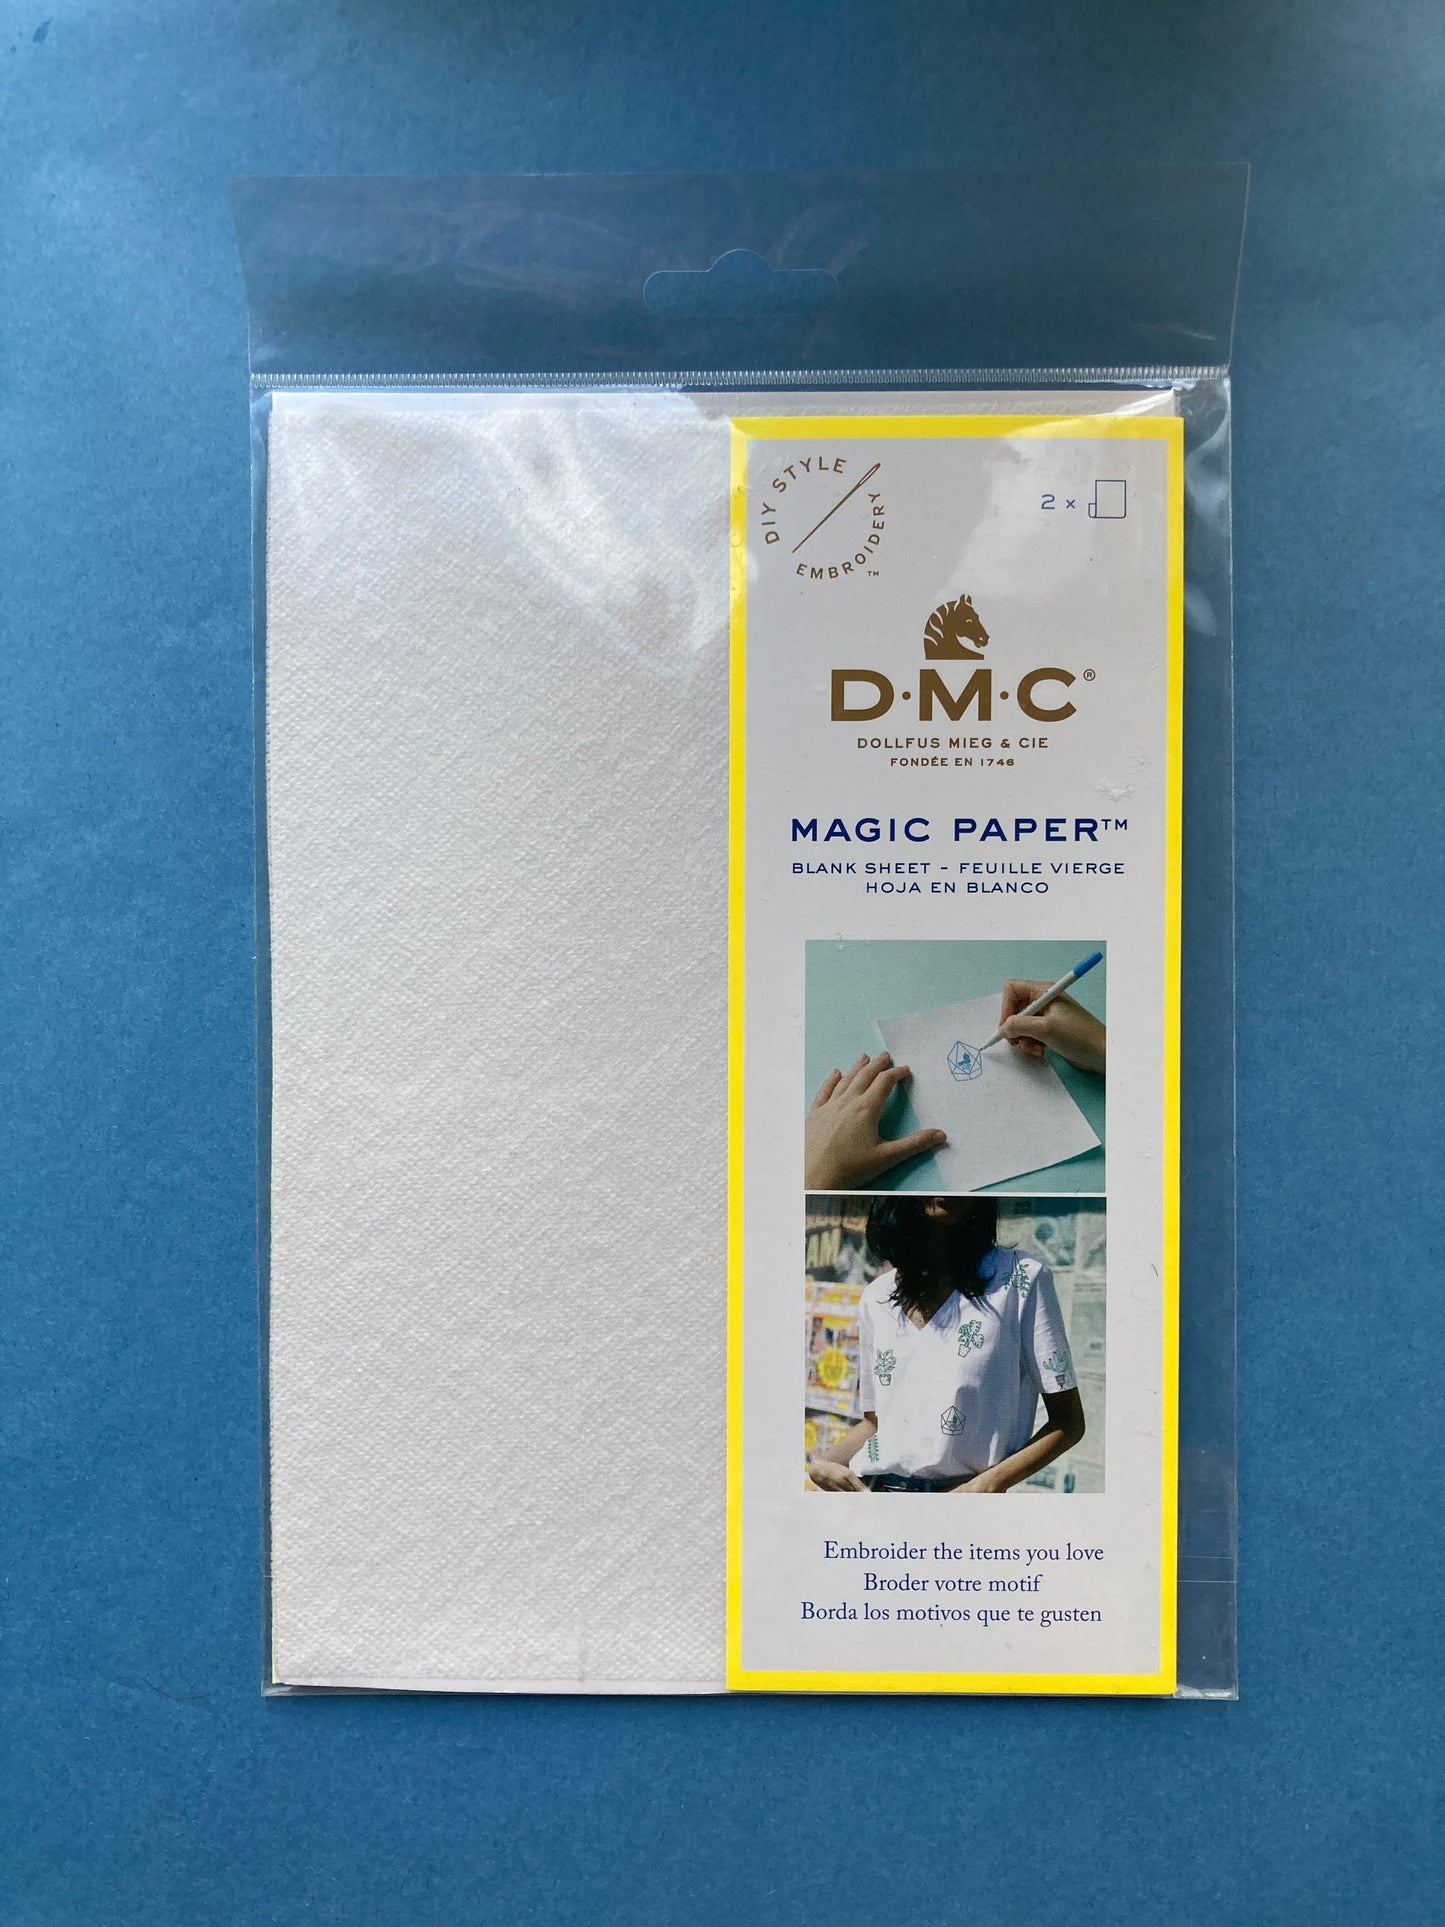 DIY STYLE
EMBROIDERY™
2 ×
D·M·C®
DOLLFUS MIEG & CIE
FONDÉE EN 1746
MAGIC PAPER™
BLANK SHEET - FEUILLE VIERGE
HOJA EN BLANCO
Embroider the items you love
Broder votre motif
Borda los motivos que te gusten